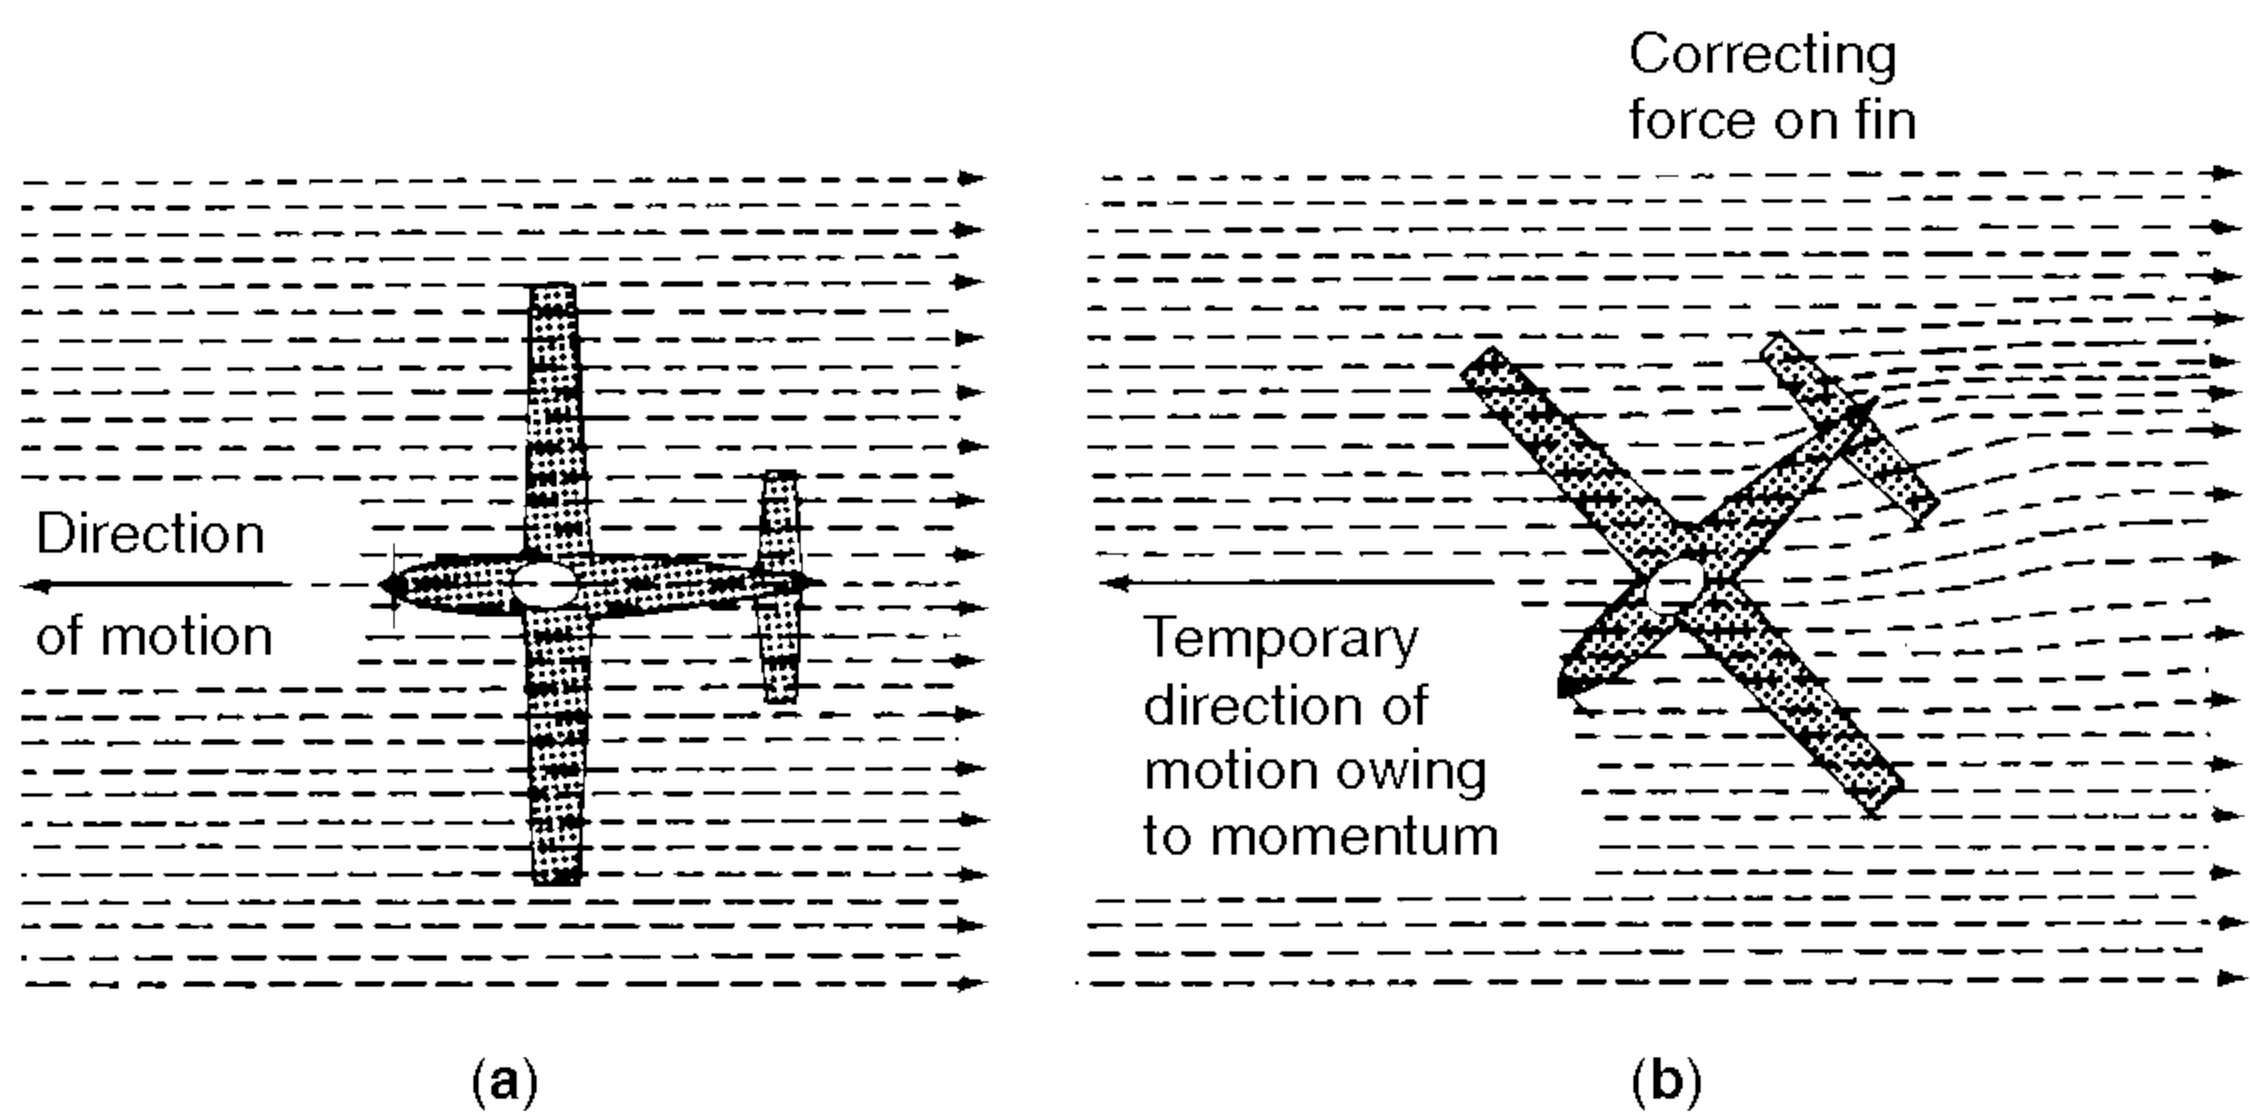 Correcting
force on fin
Direction
of motion
Temporary
direction of
motion owing
to momentum
(a)
(b)